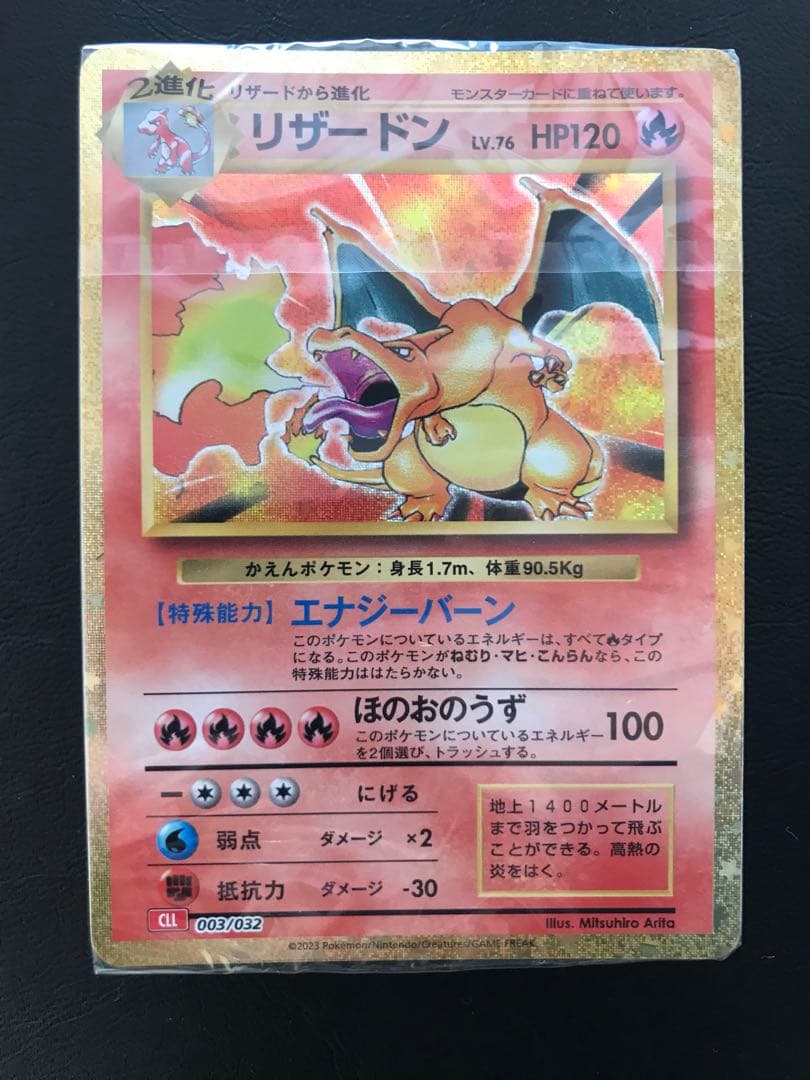 2進化 リザードから進化 モンスターカードに重ねて使います。
リザードン LV.76 HP120
かえんポケモン:身長1.7m、体重90.5Kg
【特殊能力】エナジーバーン
このポケモンについているエネルギーは、すべてタイプ
になる。このポケモンがねむり・マヒ・こんらんなら、この
特殊能力ははたらかない。
ほのおのうず 100
このポケモンについているエネルギー
を2個選び、トラッシュする。
にげる
弱点 ダメージ ×2
抵抗力 ダメージ -30
地上1400メートル
まで羽をつかって飛ぶ
ことができる。高熱の
炎をはく。
CLL 003/032
Illus. Mitsuhiro Arita
©2023 Pokémon/Nintendo/Creatures/GAME FREAK.